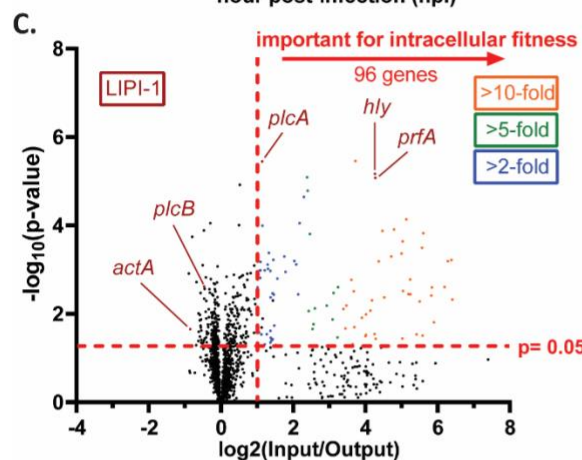 hour post infection (hpi)
C.
important for intracellular fitness
96 genes
LIPI-1
>10-fold
>5-fold
>2-fold
plcA
hly
prfA
plcB
actA
p= 0.05
-log10(p-value)
8
6
4
2
0
-4
-2
0
2
4
6
8
log2(Input/Output)